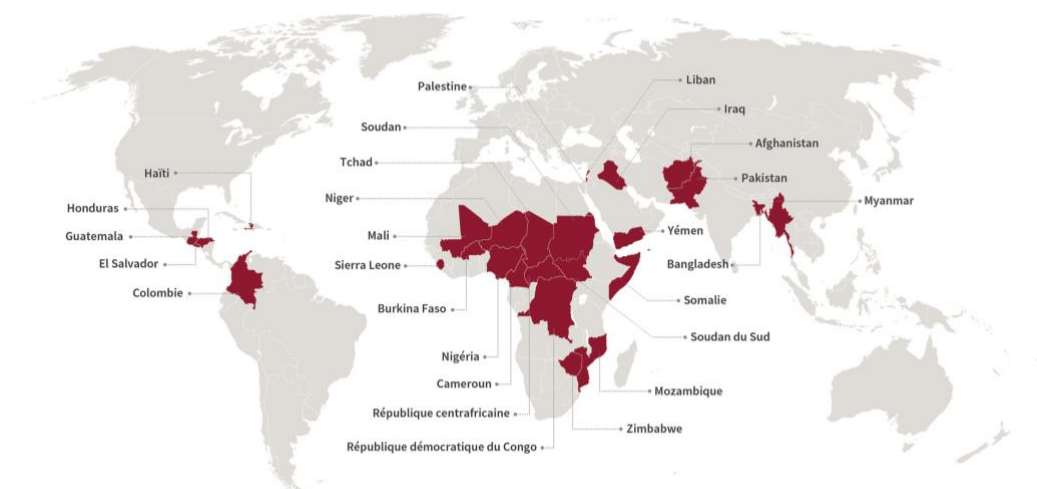 Palestine
Liban
Iraq
Soudan
Afghanistan
Tchad
Haïti
Pakistan
Niger
Myanmar
Honduras
Mali
Yémen
Guatemala
El Salvador
Sierra Leone
Bangladesh
Colombie
Somalie
Burkina Faso
Soudan du Sud
Nigéria
Cameroun
Mozambique
République centrafricaine
Zimbabwe
République démocratique du Congo